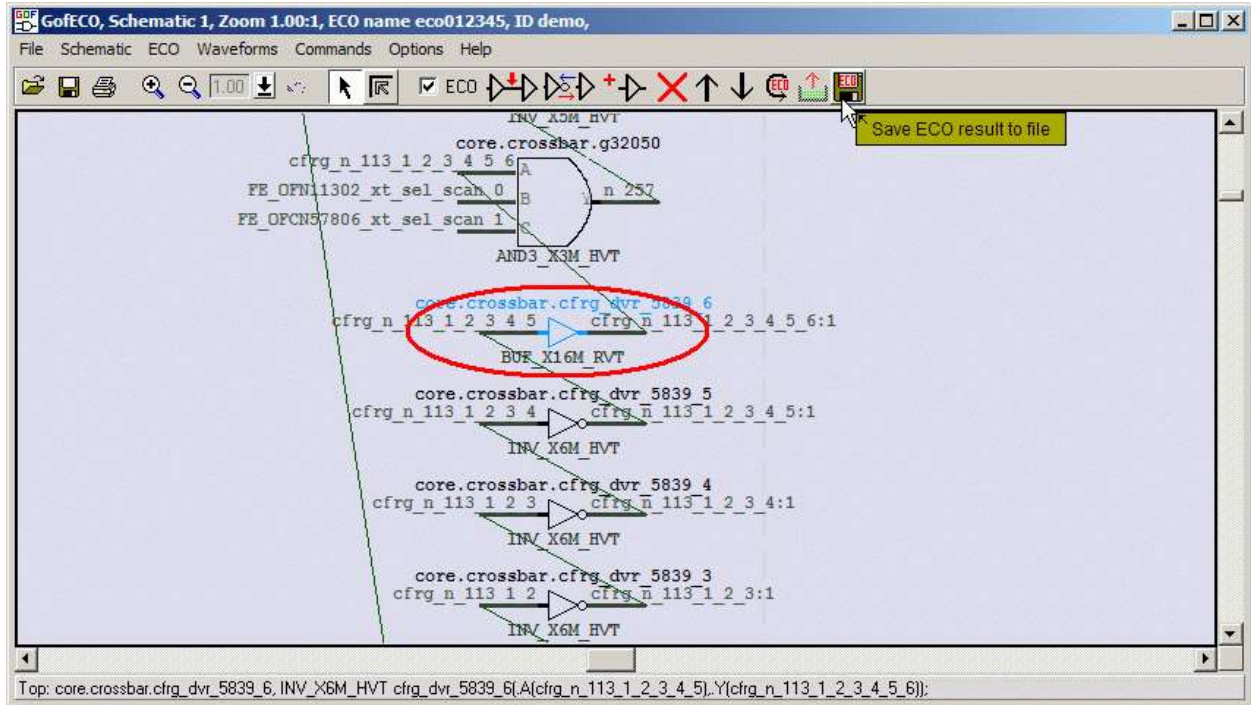 GofECO, Schematic 1, Zoom 1.00:1, ECO name eco012345, ID demo,
File Schematic ECO Waveforms Commands Options Help
1.00 ECO ECO ECO
Save ECO result to file
INV_X5M_HVT
core.crossbar.g32050
cfrg_n_113_1_2_3_4_5_6 A
FE_OFN11302_xt_sel_scan_0 B Y n_257
FE_OFCN57806_xt_sel_scan_1 C
AND3_X3M_HVT
core.crossbar.cfrg_dvr_5839_6
cfrg_n_113_1_2_3_4_5 cfrg_n_113_1_2_3_4_5_6:1
BUF_X16M_RVT
core.crossbar.cfrg_dvr_5839_5
cfrg_n_113_1_2_3_4 cfrg_n_113_1_2_3_4_5:1
INV_X6M_HVT
core.crossbar.cfrg_dvr_5839_4
cfrg_n_113_1_2_3 cfrg_n_113_1_2_3_4:1
INV_X6M_HVT
core.crossbar.cfrg_dvr_5839_3
cfrg_n_113_1_2 cfrg_n_113_1_2_3:1
INV_X6M_HVT
Top: core.crossbar.cfrg_dvr_5839_6, INV_X6M_HVT cfrg_dvr_5839_6(.A(cfrg_n_113_1_2_3_4_5),.Y(cfrg_n_113_1_2_3_4_5_6));